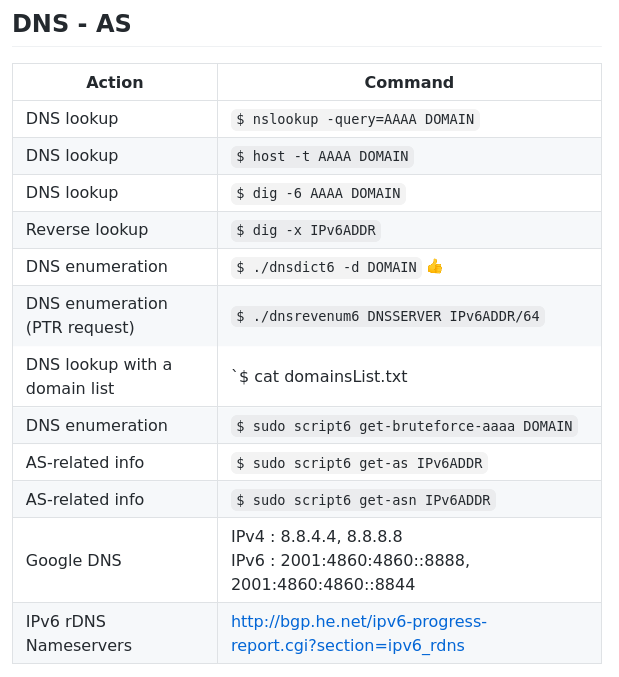 DNS - AS
Action Command
DNS lookup $ nslookup -query=AAAA DOMAIN
DNS lookup $ host -t AAAA DOMAIN
DNS lookup $ dig -6 AAAA DOMAIN
Reverse lookup $ dig -x IPv6ADDR
DNS enumeration $ ./dnsdict6 -d DOMAIN 👍
DNS enumeration
(PTR request) $ ./dnsrevenum6 DNSSERVER IPv6ADDR/64
DNS lookup with a
domain list `$ cat domainsList.txt
DNS enumeration $ sudo script6 get-bruteforce-aaaa DOMAIN
AS-related info $ sudo script6 get-as IPv6ADDR
AS-related info $ sudo script6 get-asn IPv6ADDR
Google DNS
IPv4 : 8.8.4.4, 8.8.8.8
IPv6 : 2001:4860:4860::8888,
2001:4860:4860::8844
IPv6 rDNS
Nameservers
http://bgp.he.net/ipv6-progress-
report.cgi?section=ipv6_rdns